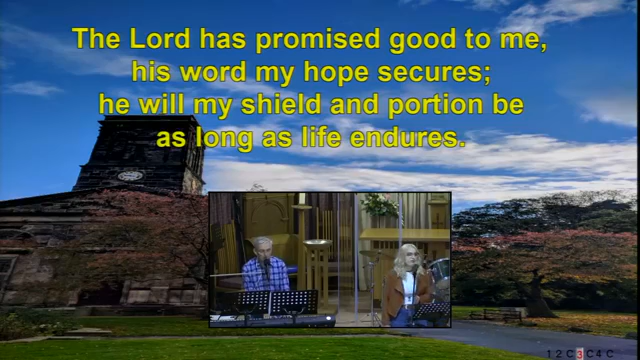 The Lord has promised good to me,
his word my hope secures;
he will my shield and portion be
as long as life endures.
1 2 C 3 C 4 C